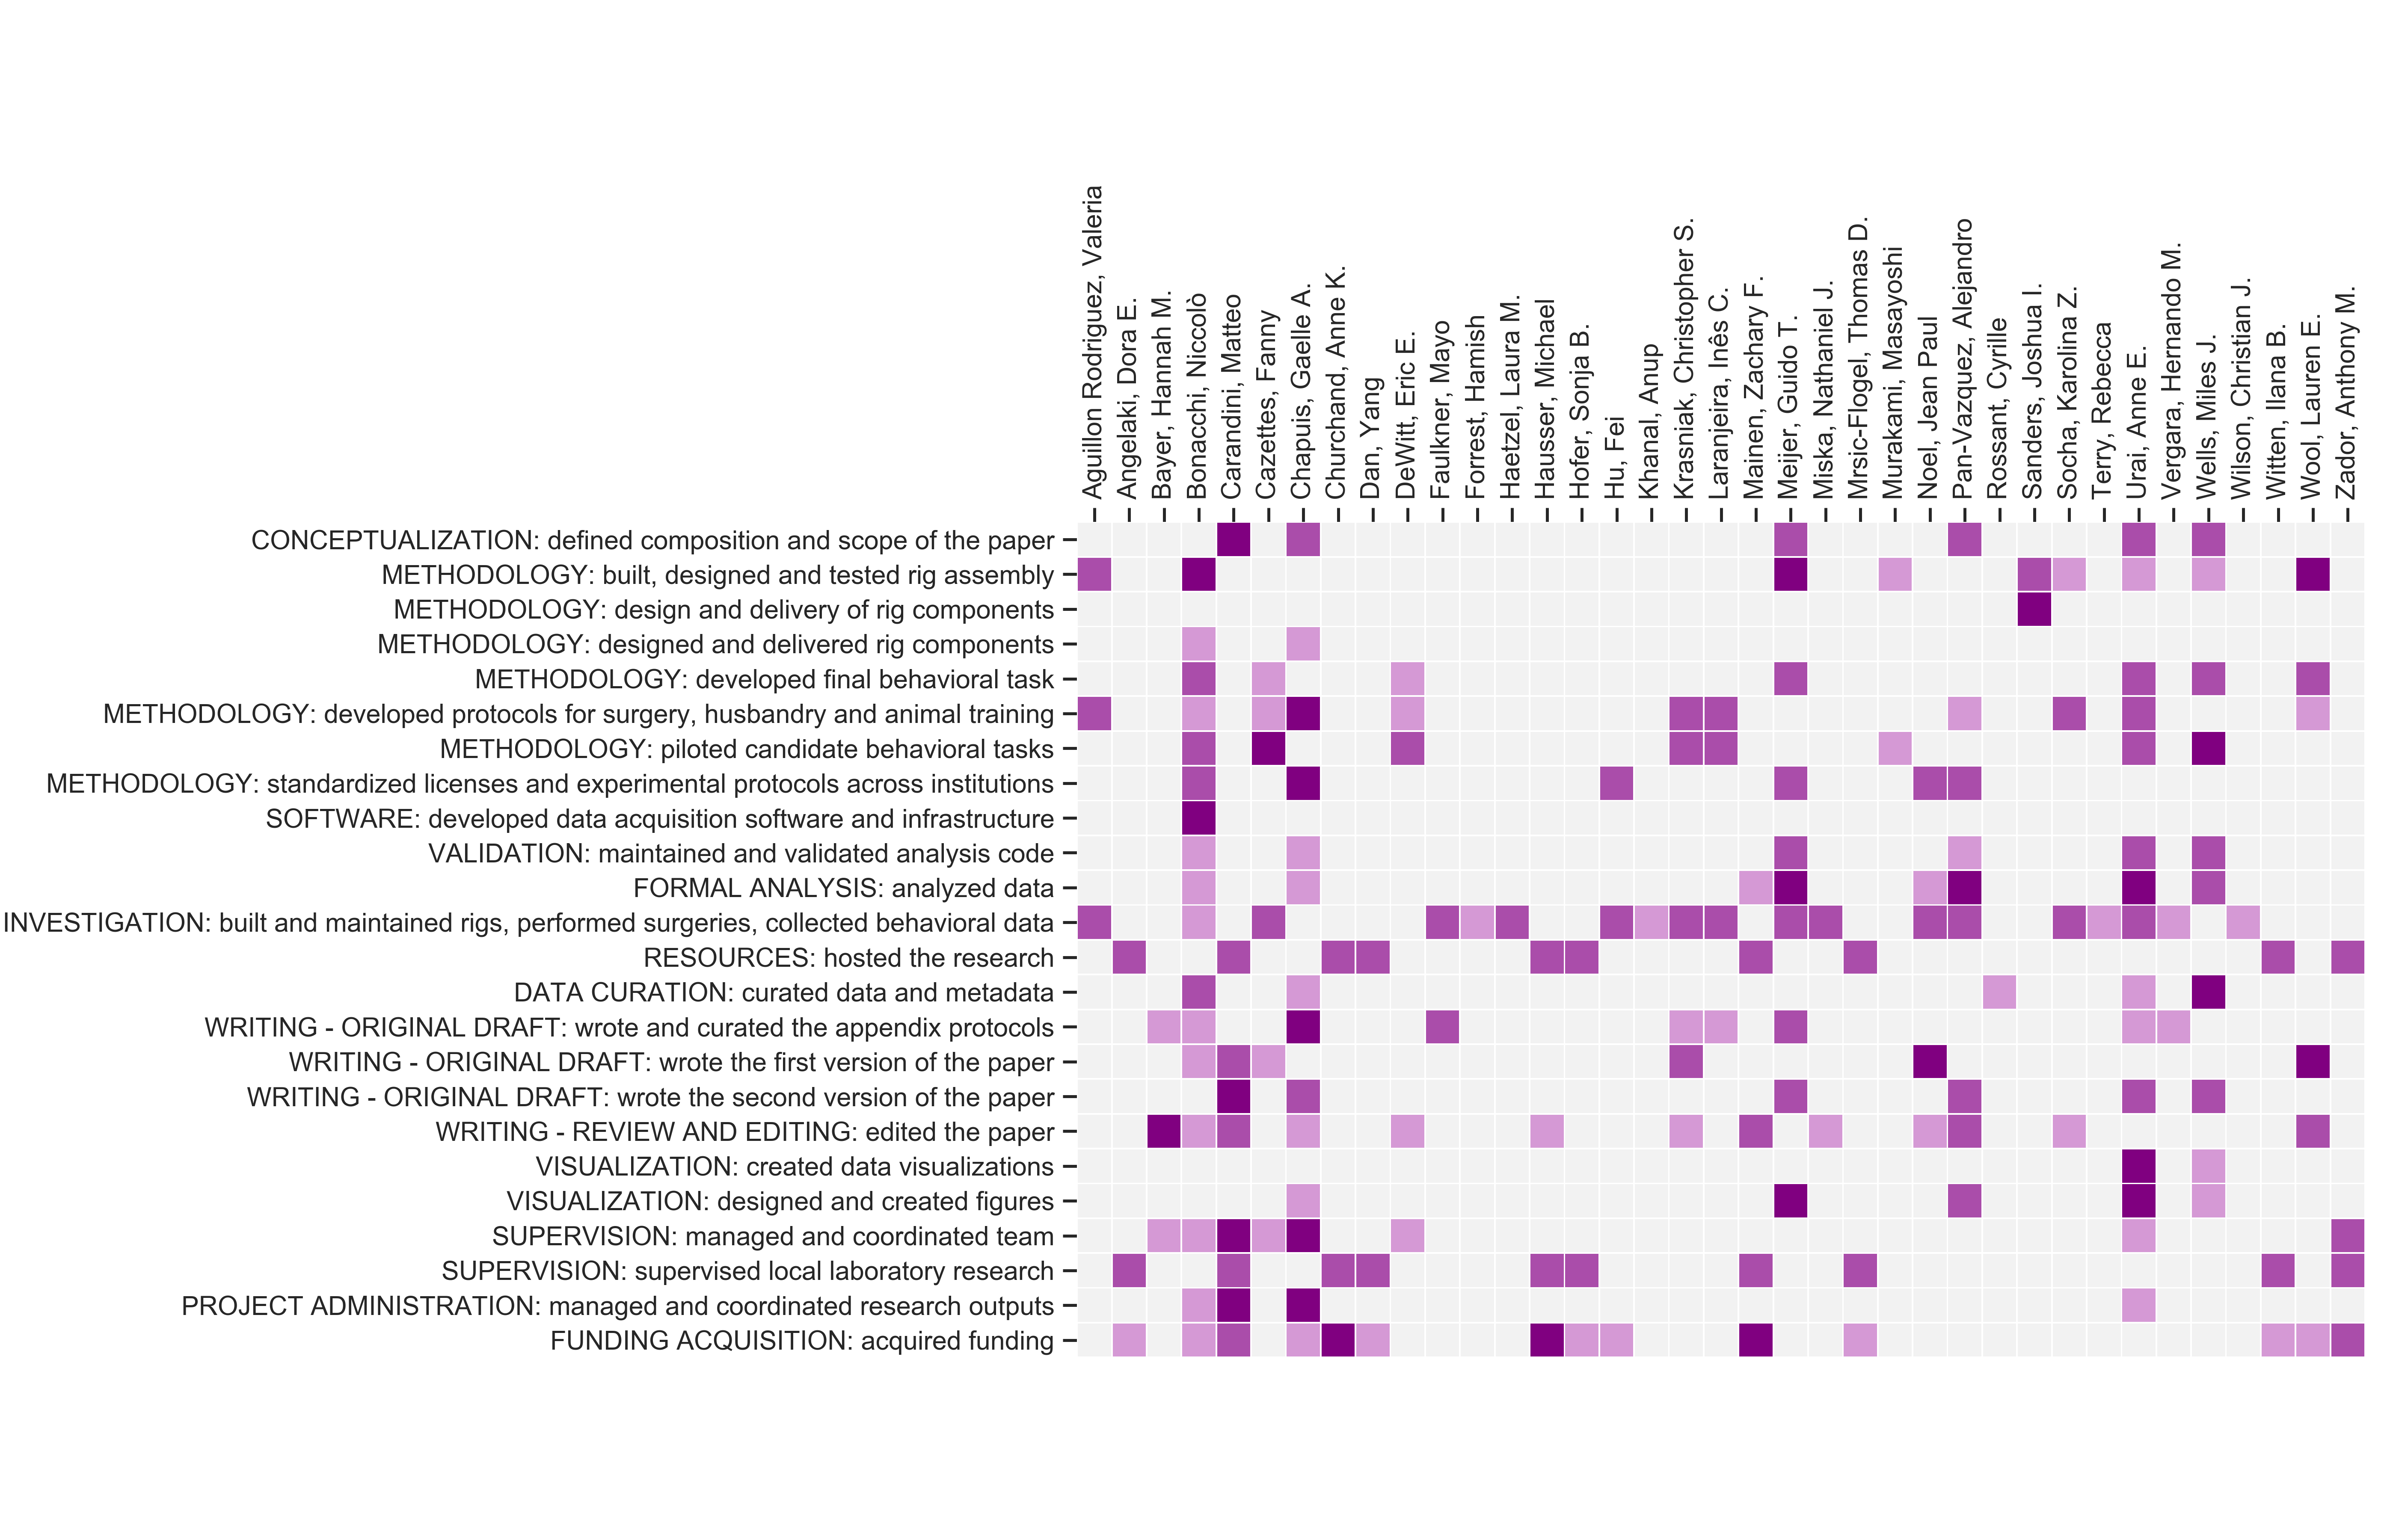 Aguillon Rodriguez, Valeria
Angelaki, Dora E.
Bayer, Hannah M.
Bonacchi, Niccolò
Carandini, Matteo
Cazettes, Fanny
Chapuis, Gaelle A.
Churchand, Anne K.
Dan, Yang
DeWitt, Eric E.
Faulkner, Mayo
Forrest, Hamish
Haetzel, Laura M.
Hausser, Michael
Hofer, Sonja B.
Hu, Fei
Khanal, Anup
Krasniak, Christopher S.
Laranjeira, Inês C.
Mainen, Zachary F.
Meijer, Guido T.
Miska, Nathaniel J.
Mrsic-Flogel, Thomas D.
Murakami, Masayoshi
Noel, Jean Paul
Pan-Vazquez, Alejandro
Rossant, Cyrille
Sanders, Joshua I.
Socha, Karolina Z.
Terry, Rebecca
Urai, Anne E.
Vergara, Hernando M.
Wells, Miles J.
Wilson, Christian J.
Witten, Ilana B.
Wool, Lauren E.
Zador, Anthony M.
CONCEPTUALIZATION: defined composition and scope of the paper
METHODOLOGY: built, designed and tested rig assembly
METHODOLOGY: design and delivery of rig components
METHODOLOGY: designed and delivered rig components
METHODOLOGY: developed final behavioral task
METHODOLOGY: developed protocols for surgery, husbandry and animal training
METHODOLOGY: piloted candidate behavioral tasks
METHODOLOGY: standardized licenses and experimental protocols across institutions
SOFTWARE: developed data acquisition software and infrastructure
VALIDATION: maintained and validated analysis code
FORMAL ANALYSIS: analyzed data
INVESTIGATION: built and maintained rigs, performed surgeries, collected behavioral data
RESOURCES: hosted the research
DATA CURATION: curated data and metadata
WRITING - ORIGINAL DRAFT: wrote and curated the appendix protocols
WRITING - ORIGINAL DRAFT: wrote the first version of the paper
WRITING - ORIGINAL DRAFT: wrote the second version of the paper
WRITING - REVIEW AND EDITING: edited the paper
VISUALIZATION: created data visualizations
VISUALIZATION: designed and created figures
SUPERVISION: managed and coordinated team
SUPERVISION: supervised local laboratory research
PROJECT ADMINISTRATION: managed and coordinated research outputs
FUNDING ACQUISITION: acquired funding